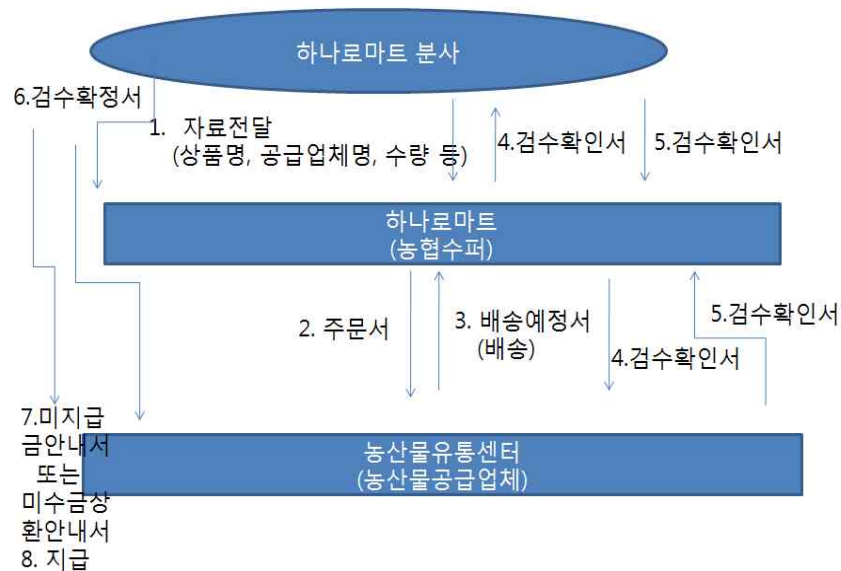 하나로마트 분사
6.검수확정서
1. 자료전달
(상품명, 공급업체명, 수량 등)
4.검수확인서
5.검수확인서
하나로마트
(농협수퍼)
2. 주문서
3. 배송예정서
(배송)
4.검수확인서
5.검수확인서
7.미지급
금안내서
또는
미수금상
환안내서
8. 지급
농산물유통센터
(농산물공급업체)